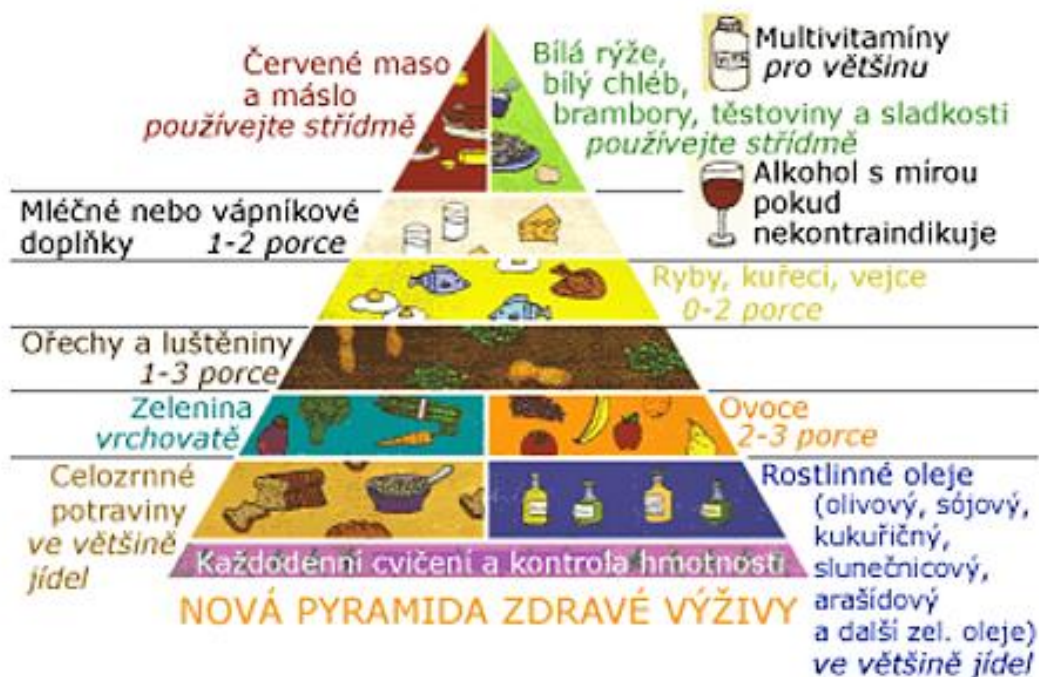 Červené maso
a máslo
používejte střídmě
Bílá rýže,
bílý chléb,
brambory, těstoviny a sladkosti
používejte střídmě
Multivitamíny
pro většinu
Alkohol s mírou
pokud
nekontraindikuje
Mléčné nebo vápníkové
doplňky 1-2 porce
Ryby, kuřecí, vejce
0-2 porce
Ořechy a luštěniny
1-3 porce
Zelenina
vrchovatě
Ovoce
2-3 porce
Celozrnné
potraviny
ve většině
jídel
Rostlinné oleje
(olivový, sójový,
kukuřičný,
slunečnicový,
arašídový
a další zel. oleje)
ve většině jídel
Každodénní cvičení a kontrola hmotnosti
NOVÁ PYRAMIDA ZDRAVÉ VÝŽIVY